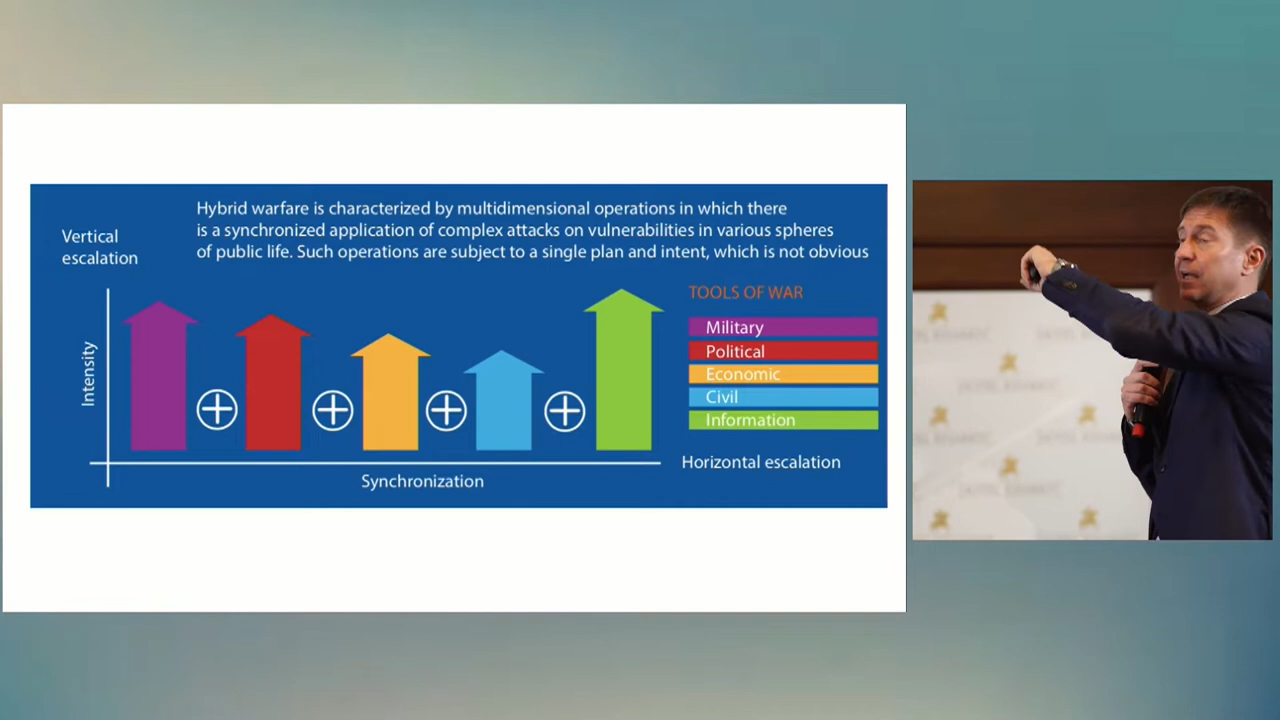 Hybrid warfare is characterized by multidimensional operations in which there
is a synchronized application of complex attacks on vulnerabilities in various spheres
of public life. Such operations are subject to a single plan and intent, which is not obvious
Vertical
escalation
Intensity
TOOLS OF WAR
Military
Political
Economic
Civil
Information
Horizontal escalation
Synchronization